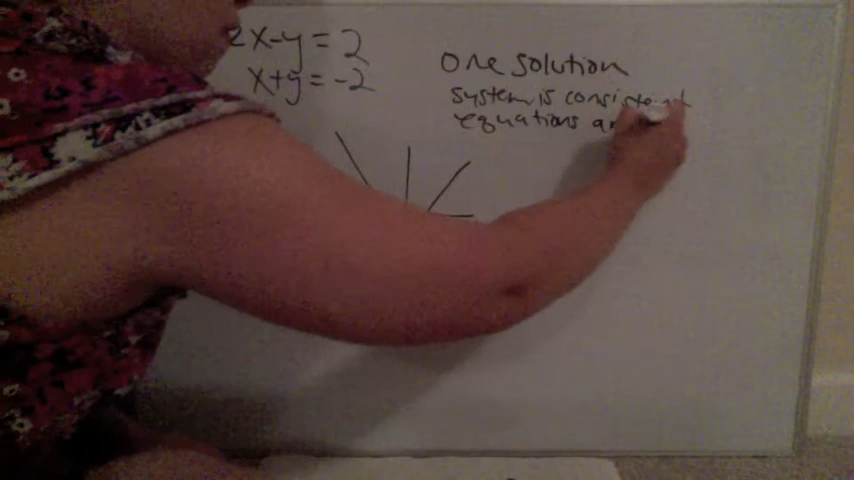 2x-y=2
x+y=-2
one solution
system is consistent
equations